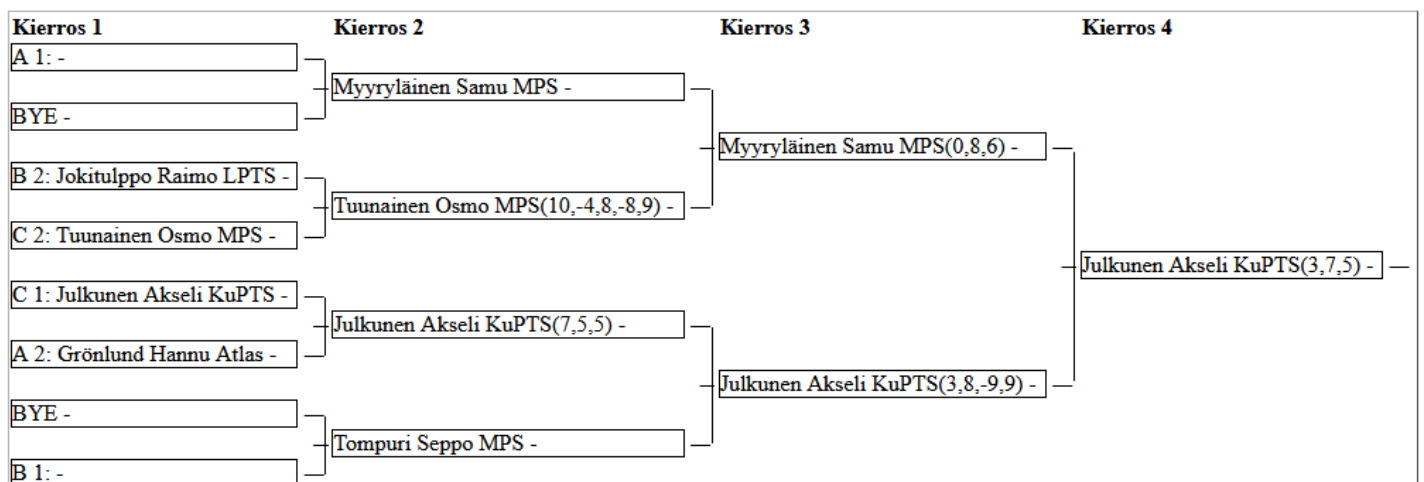 Kierros 1 Kierros 2 Kierros 3 Kierros 4
A 1: -
Myyryläinen Samu MPS -
BYE -
Myyryläinen Samu MPS(0,8,6) -
B 2: Jokitulppo Raimo LPTS -
Tuunainen Osmo MPS(10,-4,8,-8,9) -
C 2: Tuunainen Osmo MPS -
Julkunen Akseli KuPTS(3,7,5) -
C 1: Julkunen Akseli KuPTS -
Julkunen Akseli KuPTS(7,5,5) -
A 2: Grönlund Hannu Atlas -
Julkunen Akseli KuPTS(3,8,-9,9) -
BYE -
Tompuri Seppo MPS -
B 1: -